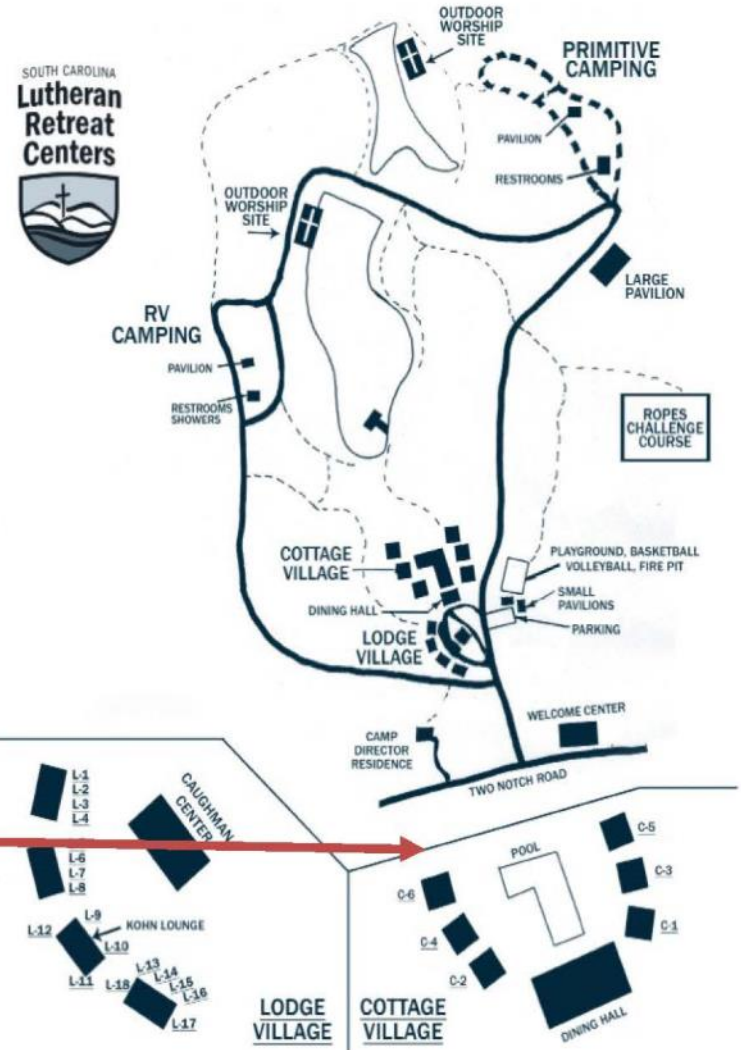 SOUTH CAROLINA
Lutheran
Retreat
Centers
OUTDOOR
WORSHIP
SITE
PRIMITIVE
CAMPING
PAVILION
RESTROOMS
OUTDOOR
WORSHIP
SITE
LARGE
PAVILION
RV
CAMPING
PAVILION
RESTROOMS
SHOWERS
ROPES
CHALLENGE
COURSE
COTTAGE
VILLAGE
PLAYGROUND, BASKETBALL
VOLLEYBALL, FIRE PIT
DINING HALL
SMALL
PAVILIONS
LODGE
VILLAGE
PARKING
WELCOME CENTER
CAMP
DIRECTOR
RESIDENCE
TWO NOTCH ROAD
L-1
L-2
L-3
L-4
CAUGHMAN
CENTER
L-6
L-7
L-8
L-9
L-12
KOHN LOUNGE
L-10
L-11
L-13
L-14
L-15
L-16
L-18
L-17
LODGE
VILLAGE
POOL
C-5
C-6
C-3
C-4
C-1
C-2
DINING HALL
COTTAGE
VILLAGE